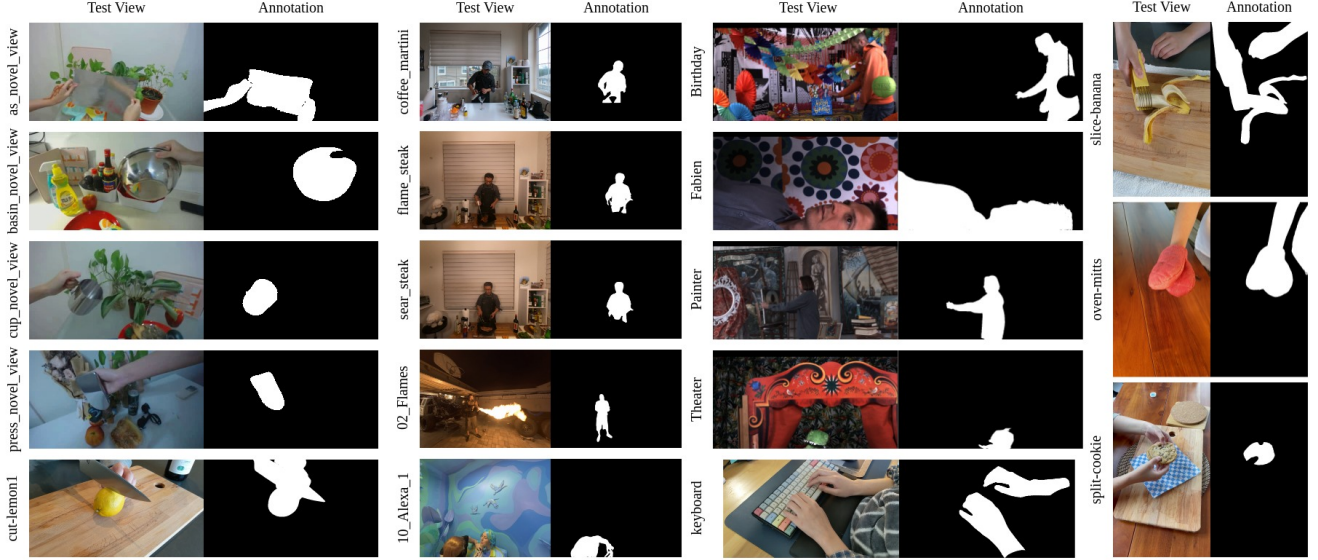 Test View Annotation
as_novel_view
basin_novel_view
cup_novel_view
press_novel_view
cut-lemon1
Test View Annotation
coffee_martini
flame_steak
sear_steak
02_Flames
10_Alexa_1
Test View Annotation
Birthday
Fabien
Painter
Theater
keyboard
Test View Annotation
slice-banana
oven-mitts
split-cookie